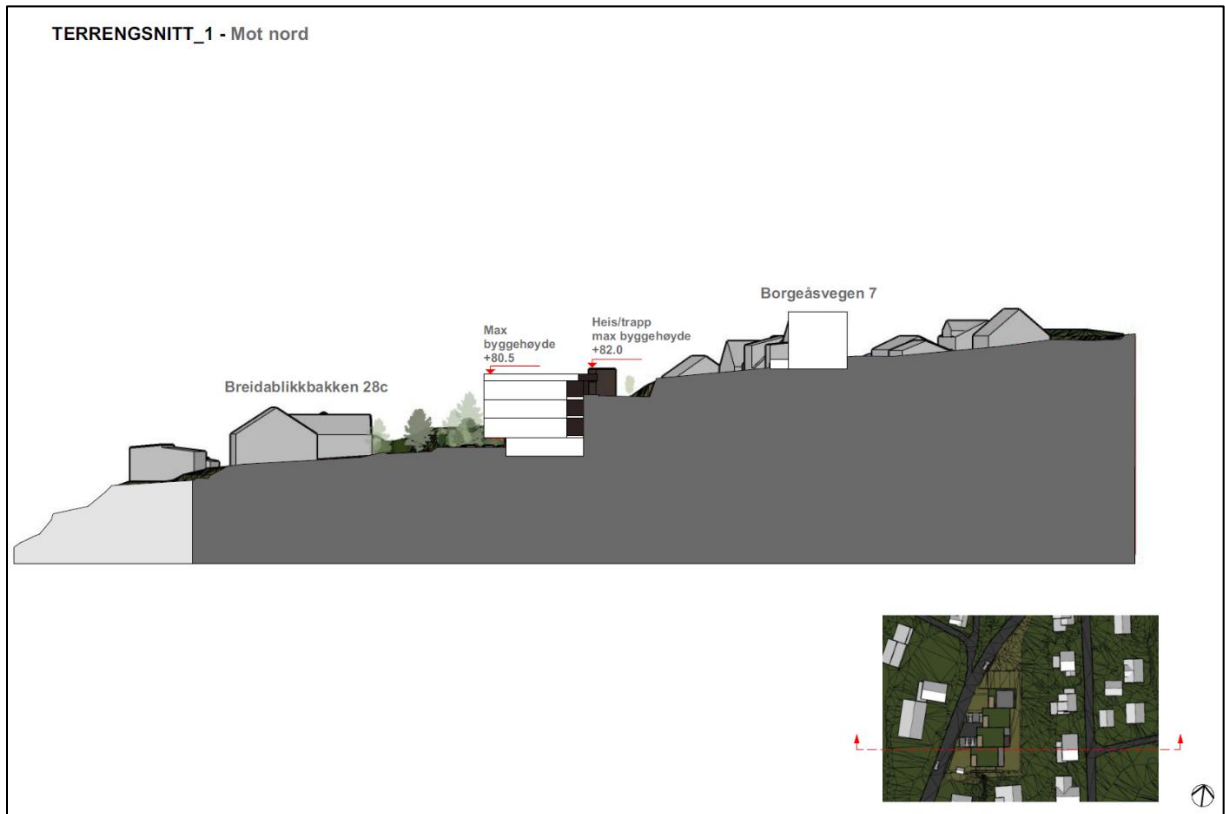 TERRENGSNITT_1 - Mot nord
Borgeåsvegen 7
Heis/trapp
max byggehøyde
+82.0
Max
byggehøyde
+80.5
Breidablikkbakken 28c